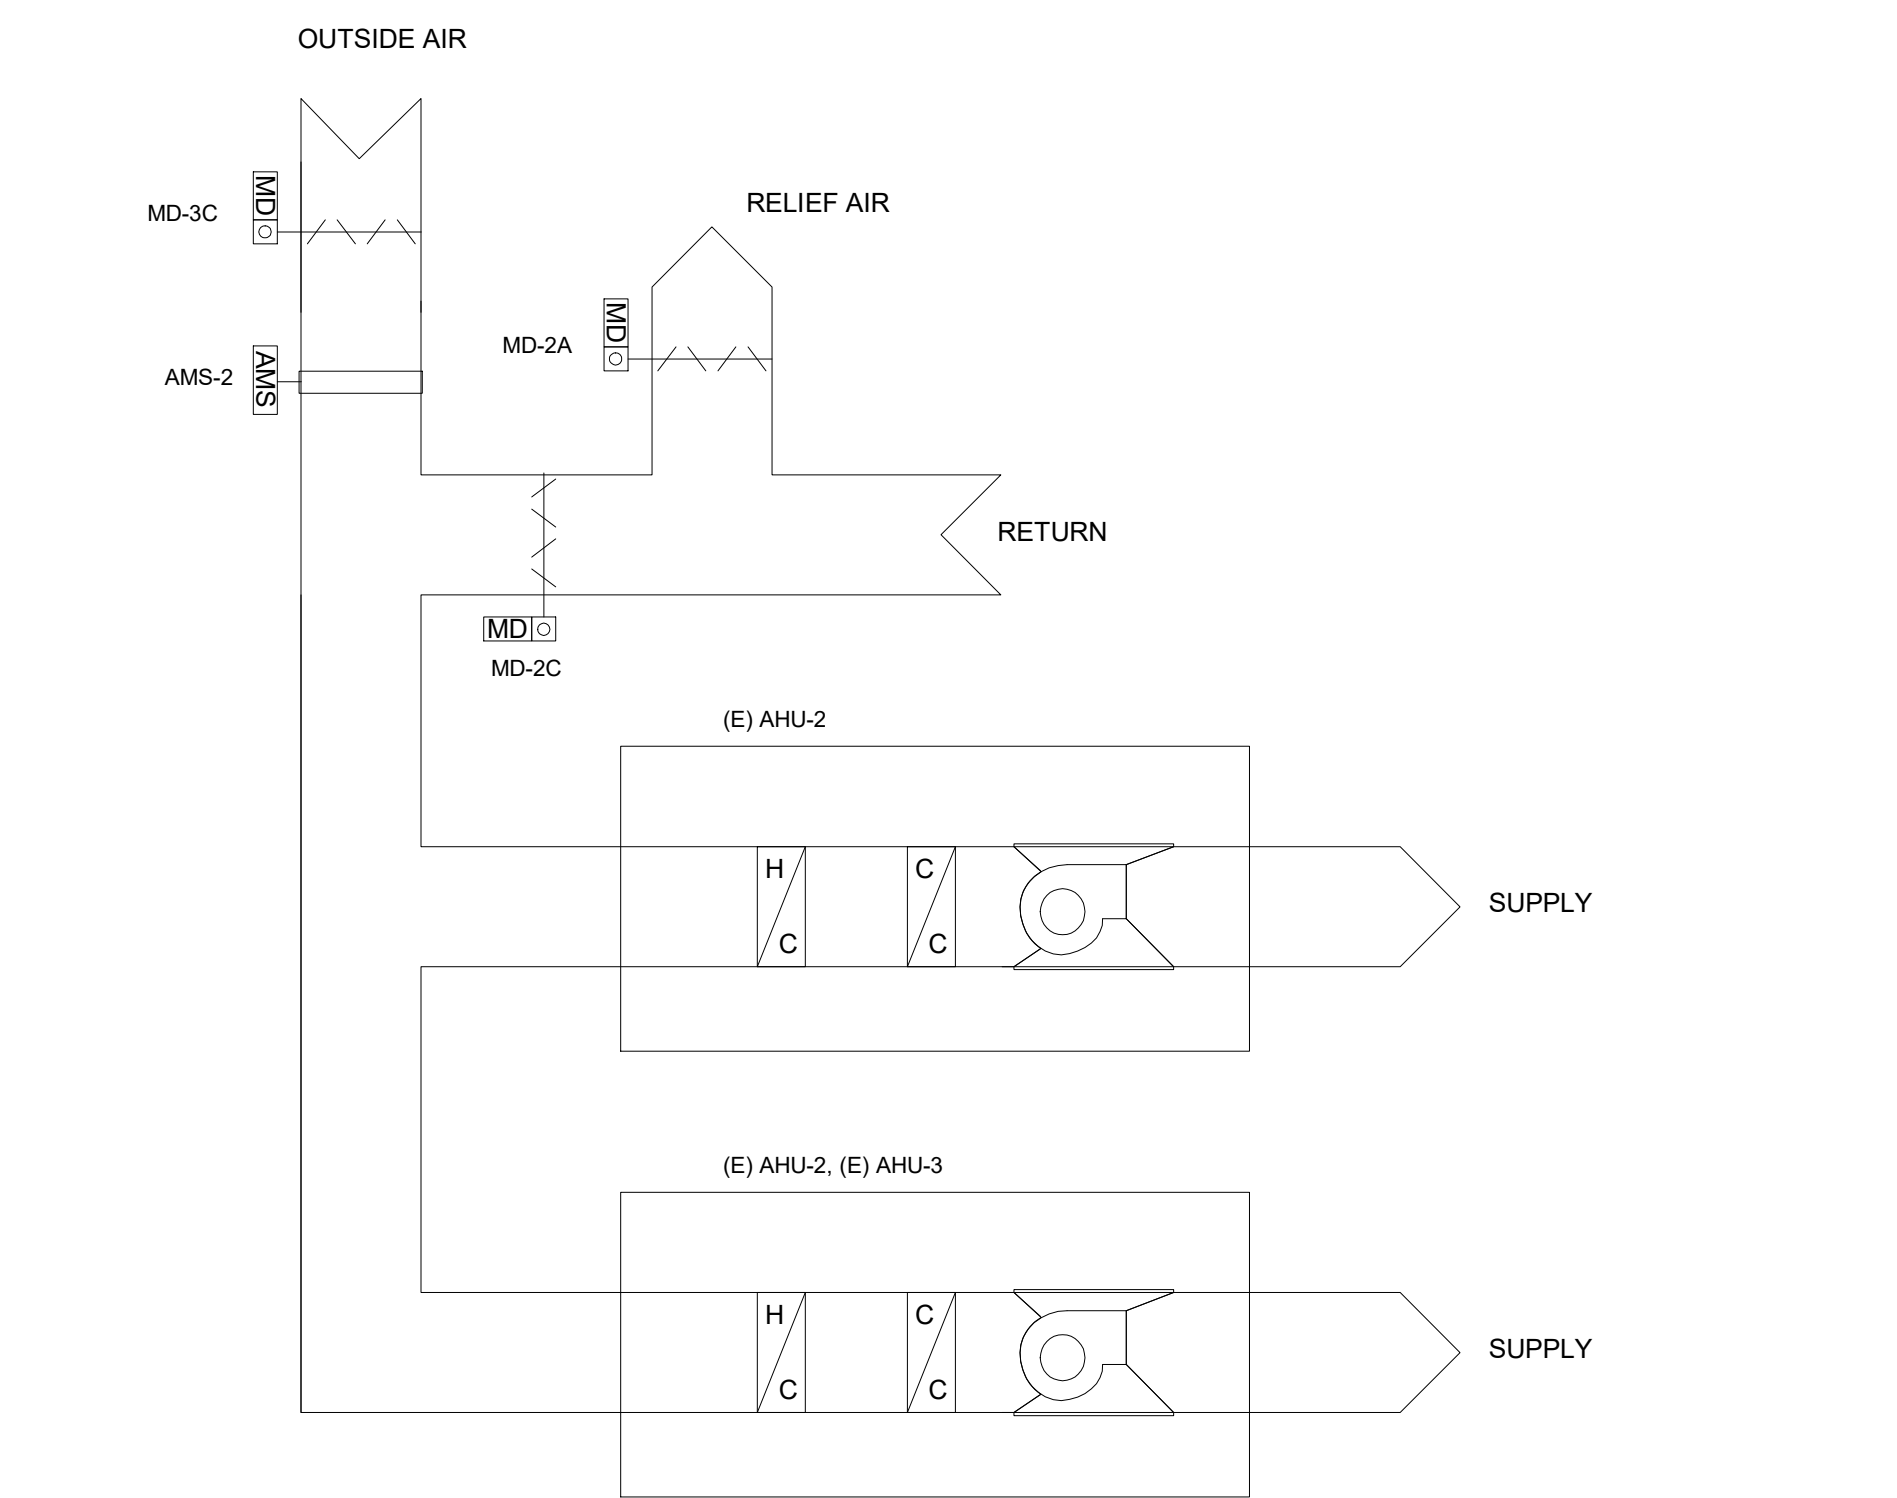 OUTSIDE AIR
MD
MD-3C
RELIEF AIR
MD
MD-2A
AMS
AMS-2
RETURN
MD
MD-2C
(E) AHU-2
H
C
C
C
SUPPLY
(E) AHU-2, (E) AHU-3
H
C
C
C
SUPPLY